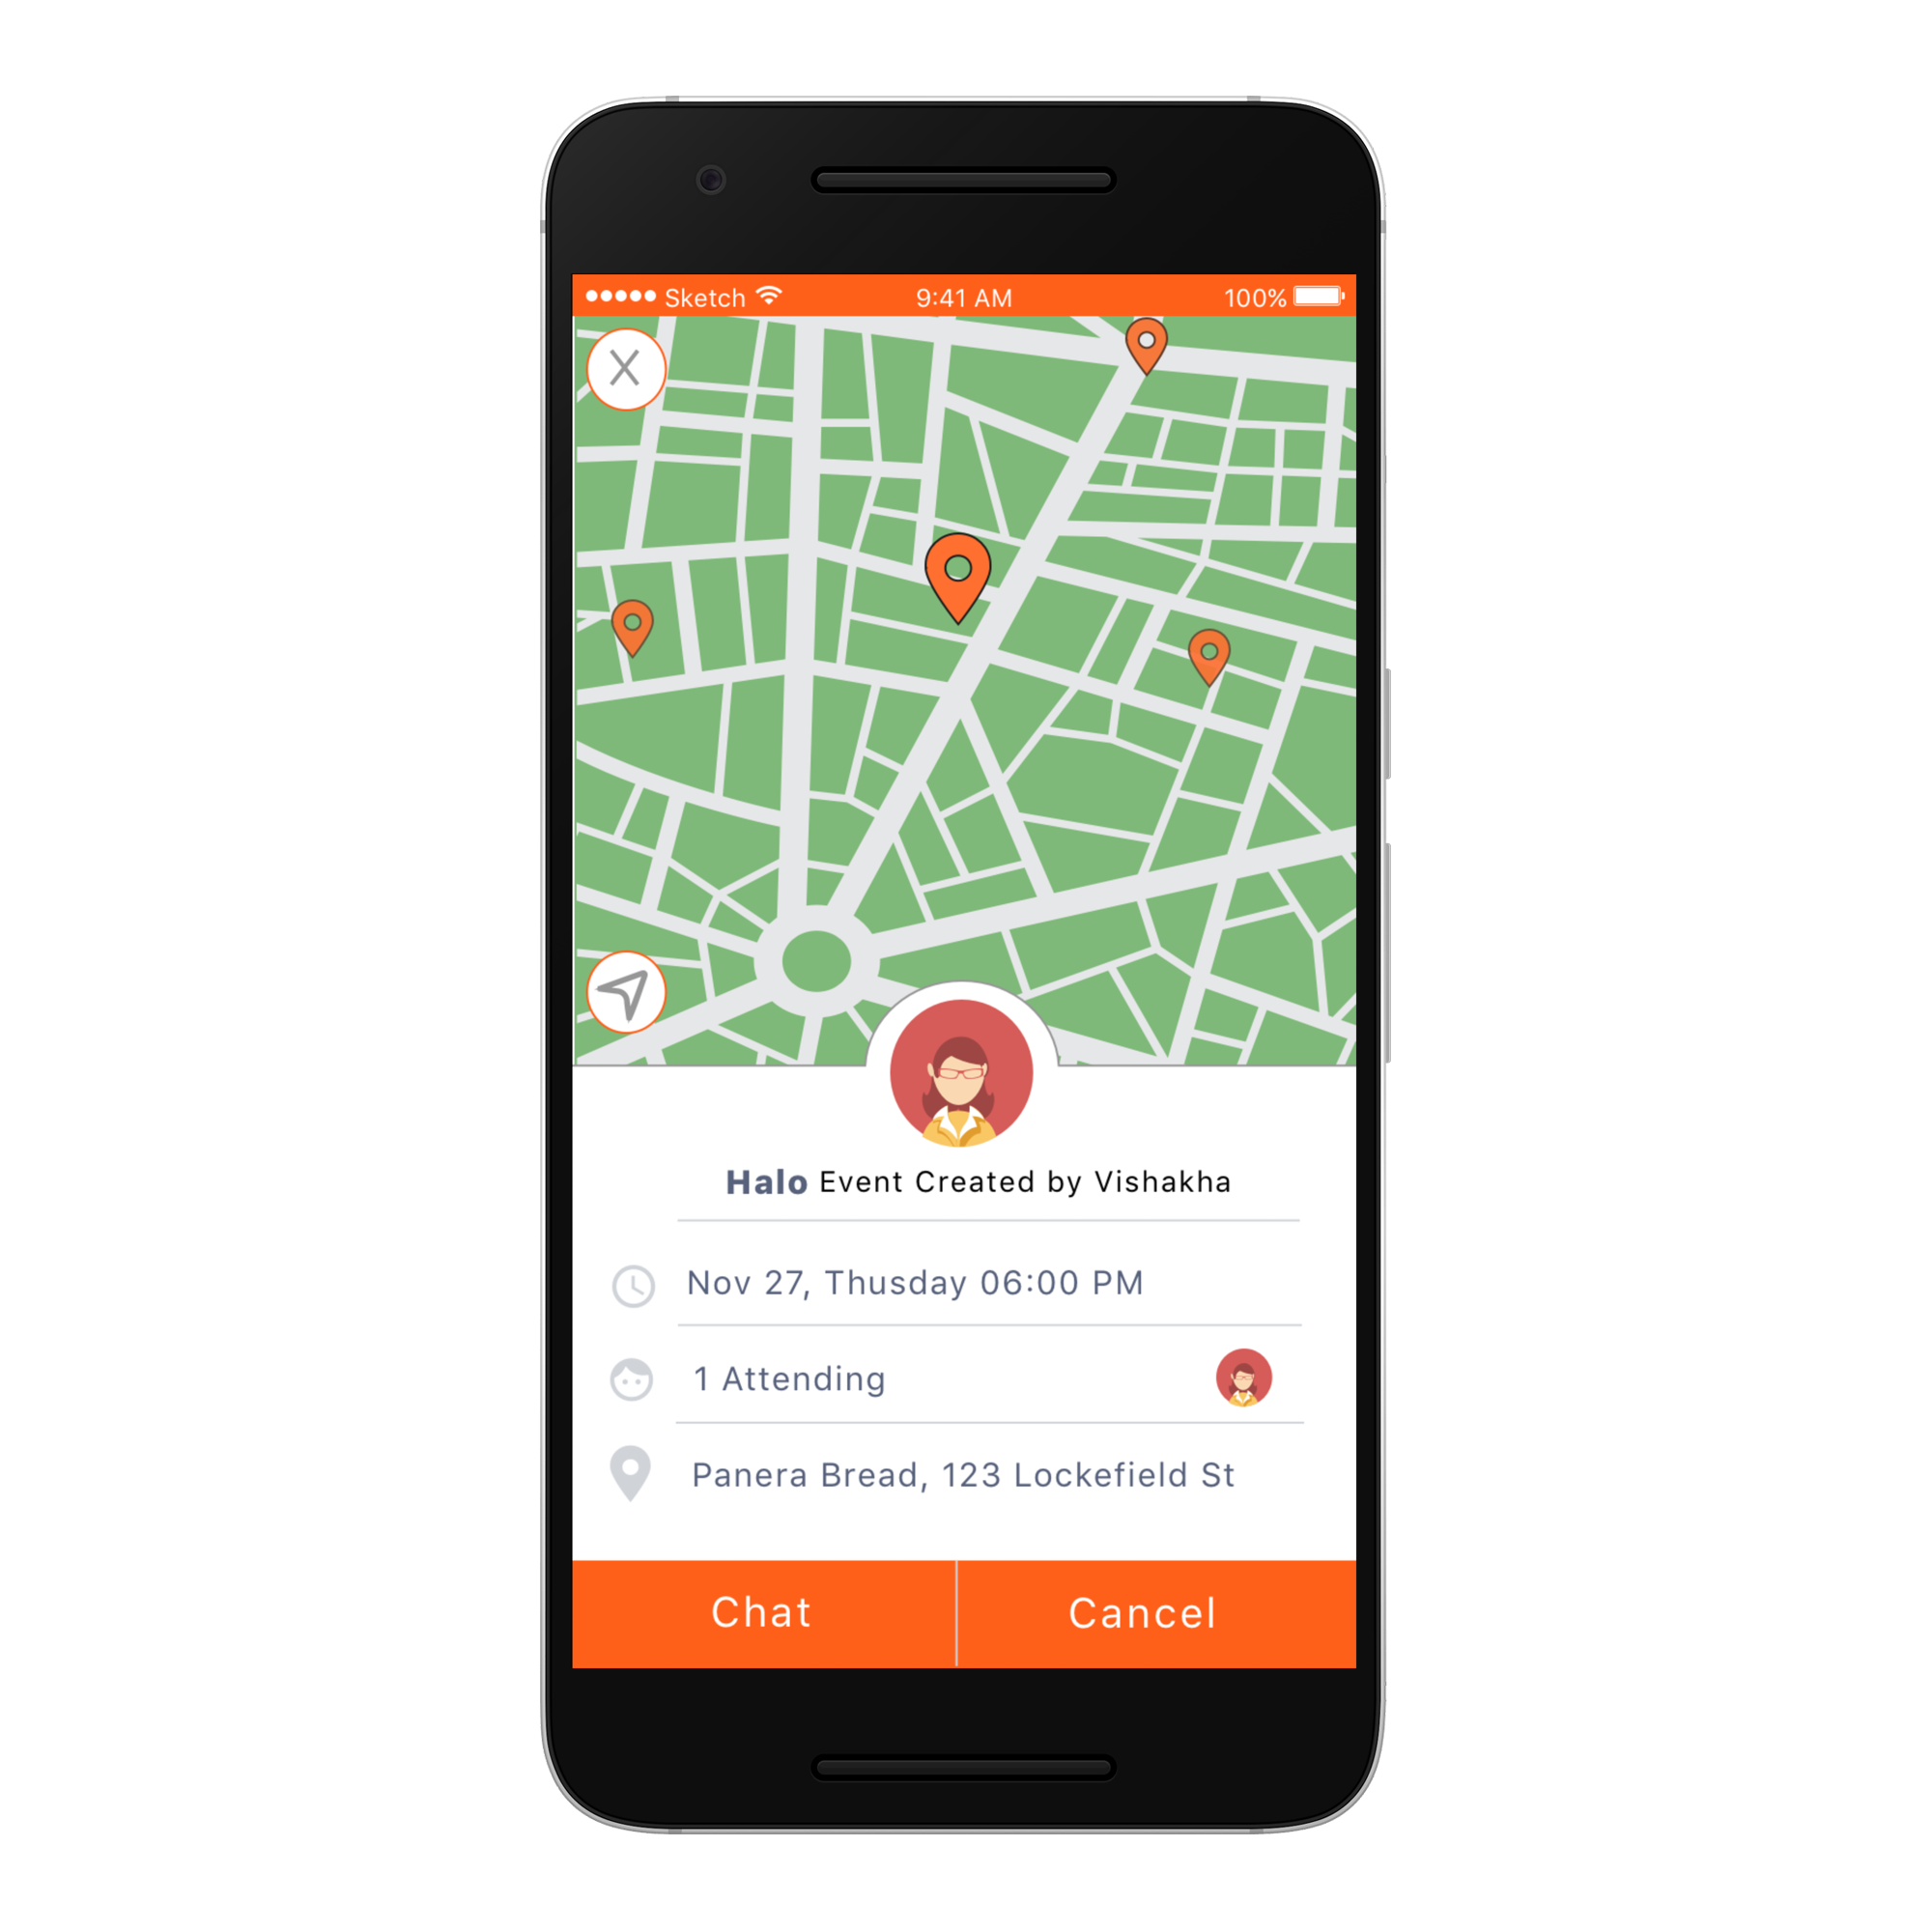 Sketch 9:41 AM 100%
X
Halo Event Created by Vishakha
Nov 27, Thusday 06:00 PM
1 Attending
Panera Bread, 123 Lockefield St
Chat Cancel